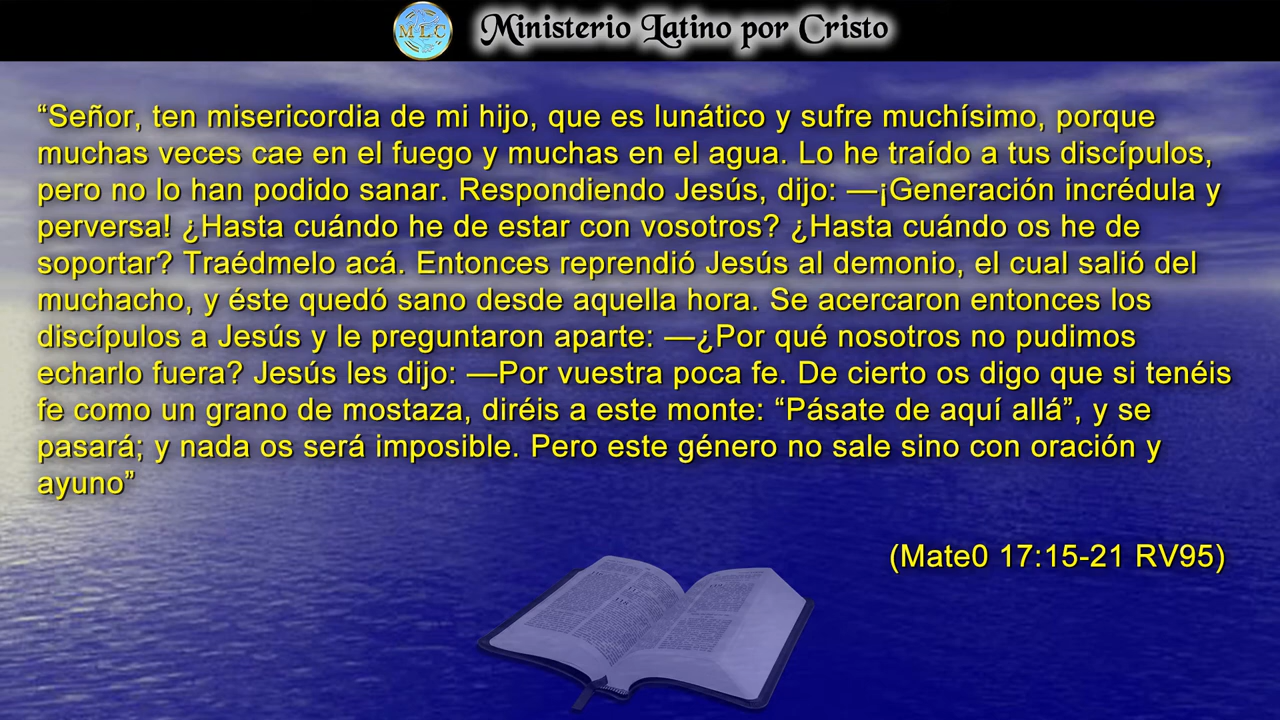 MLC
Ministerio Latino por Cristo
“Señor, ten misericordia de mi hijo, que es lunático y sufre muchísimo, porque
muchas veces cae en el fuego y muchas en el agua. Lo he traído a tus discípulos,
pero no lo han podido sanar. Respondiendo Jesús, dijo: —¡Generación incrédula y
perversa! ¿Hasta cuándo he de estar con vosotros? ¿Hasta cuándo os he de
soportar? Traédmelo acá. Entonces reprendió Jesús al demonio, el cual salió del
muchacho, y éste quedó sano desde aquella hora. Se acercaron entonces los
discípulos a Jesús y le preguntaron aparte: —¿Por qué nosotros no pudimos
echarlo fuera? Jesús les dijo: —Por vuestra poca fe. De cierto os digo que si tenéis
fe como un grano de mostaza, diréis a este monte: “Pásate de aquí allá”, y se
pasará; y nada os será imposible. Pero este género no sale sino con oración y
ayuno”
(Mate0 17:15-21 RV95)